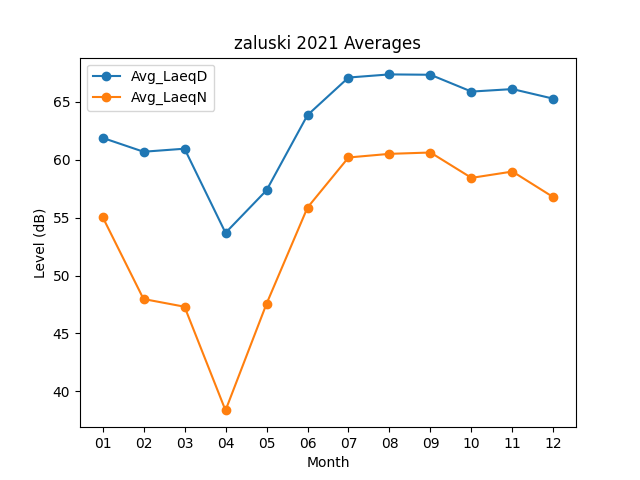 zaluski 2021 Averages
Avg_LaeqD
Avg_LaeqN
65
60
55
50
45
40
Level (dB)
01 02 03 04 05 06 07 08 09 10 11 12
Month